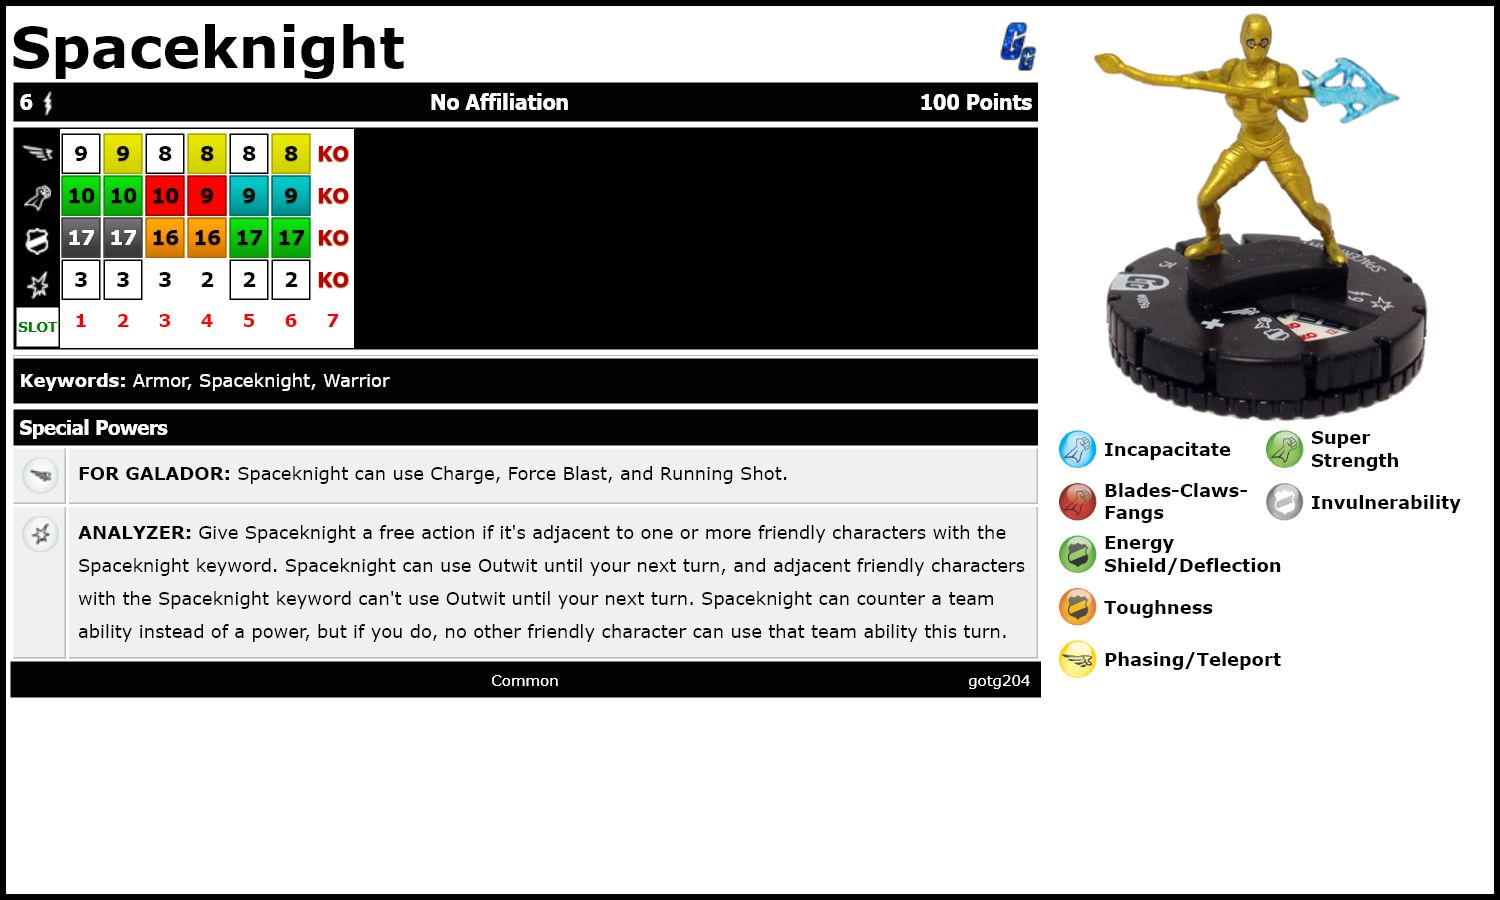 Spaceknight
GG
6 No Affiliation 100 Points
9 9 8 8 8 8 KO
10 10 10 9 9 9 KO
17 17 16 16 17 17 KO
3 3 3 2 2 2 KO
SLOT 1 2 3 4 5 6 7
Keywords: Armor, Spaceknight, Warrior
Special Powers
FOR GALADOR: Spaceknight can use Charge, Force Blast, and Running Shot.
ANALYZER: Give Spaceknight a free action if it's adjacent to one or more friendly characters with the
Spaceknight keyword. Spaceknight can use Outwit until your next turn, and adjacent friendly characters
with the Spaceknight keyword can't use Outwit until your next turn. Spaceknight can counter a team
ability instead of a power, but if you do, no other friendly character can use that team ability this turn.
Common gotg204
Incapacitate
Super
Strength
Blades-Claws-
Fangs
Invulnerability
Energy
Shield/Deflection
Toughness
Phasing/Teleport